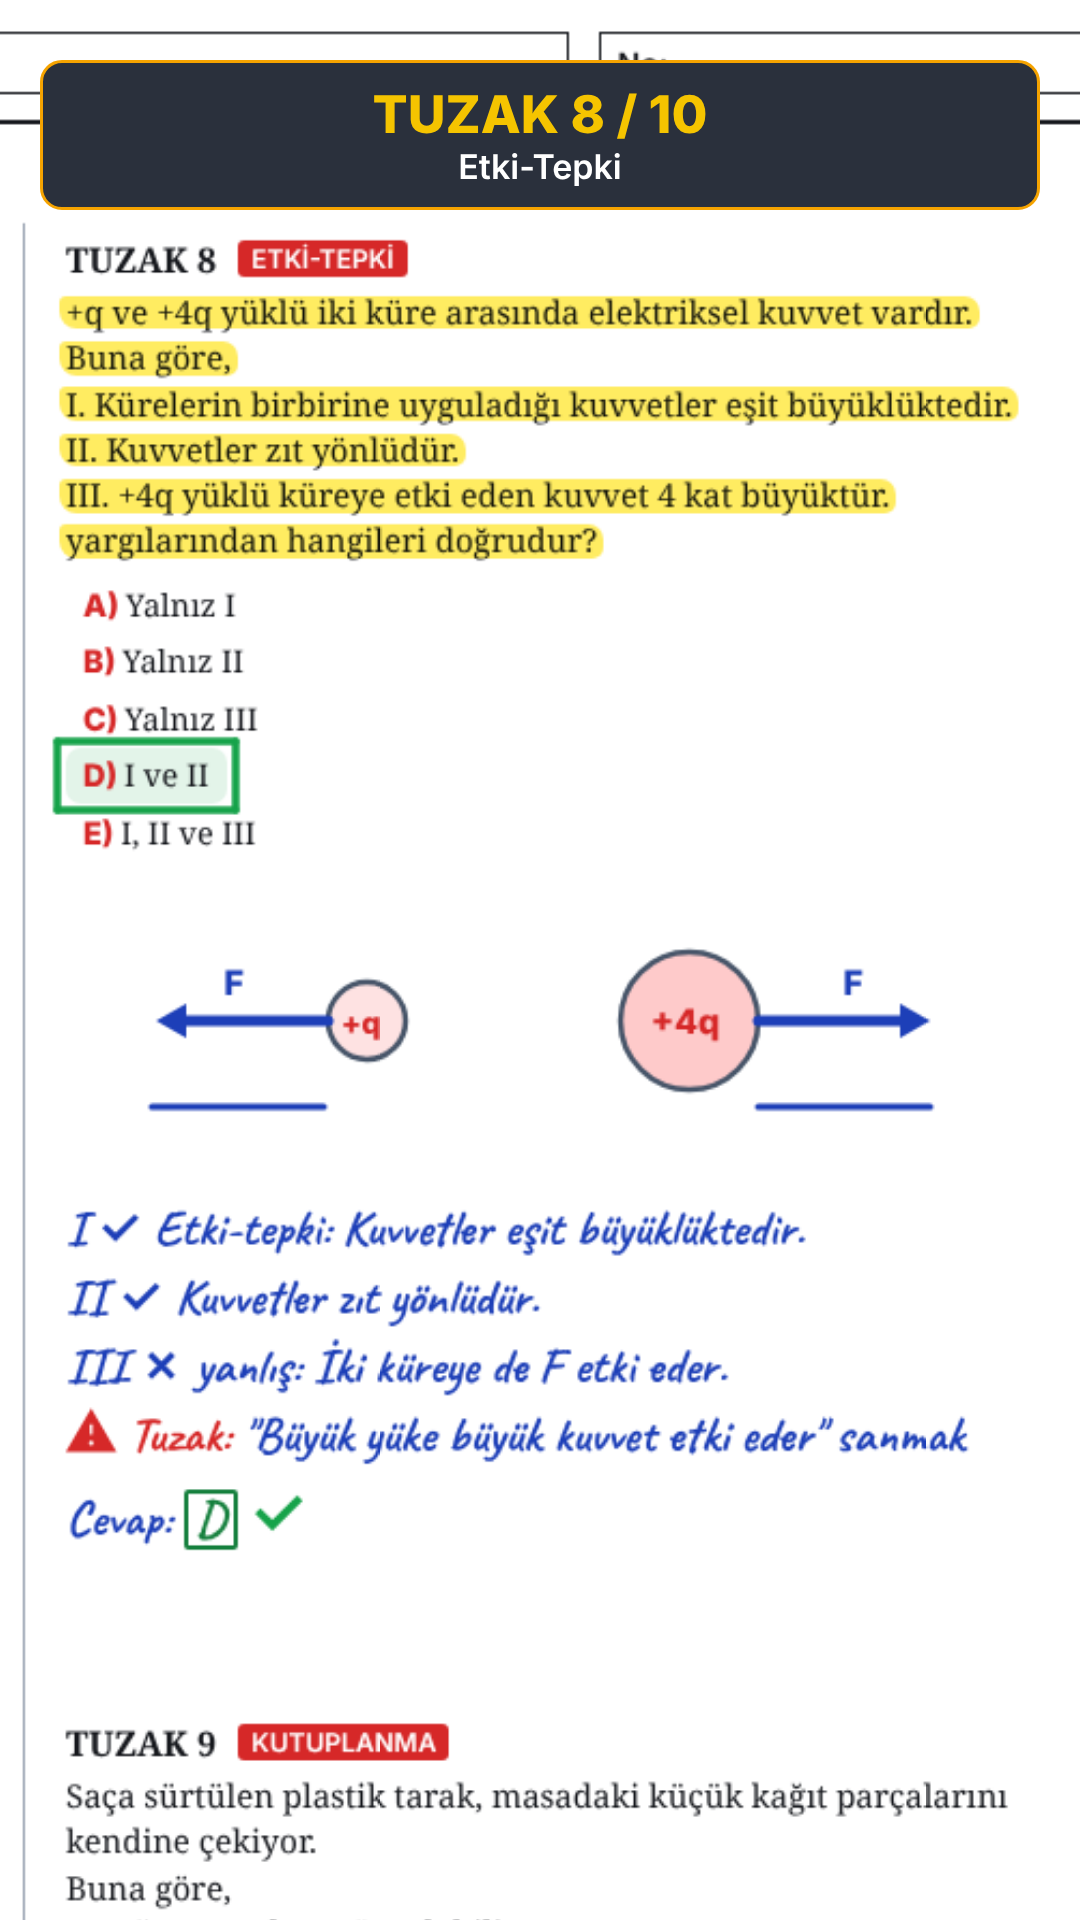 TUZAK 8 / 10
Etki-Tepki
TUZAK 8 ETKİ-TEPKİ
+q ve +4q yüklü iki küre arasında elektriksel kuvvet vardır.
Buna göre,
I. Kürelerin birbirine uyguladığı kuvvetler eşit büyüklüktedir.
II. Kuvvetler zıt yönlüdür.
III. +4q yüklü küreye etki eden kuvvet 4 kat büyüktür.
yargılarından hangileri doğrudur?
A) Yalnız I
B) Yalnız II
C) Yalnız III
D) I ve II
E) I, II ve III
F F
+q +4q
I ✓ Etki-tepki: Kuvvetler eşit büyüklüktedir.
II ✓ Kuvvetler zıt yönlüdür.
III ✗ yanlış: İki küreye de F etki eder.
⚠ Tuzak: "Büyük yüke büyük kuvvet etki eder" sanmak
Cevap: D ✓
TUZAK 9 KUTUPLANMA
Saça sürtülen plastik tarak, masadaki küçük kağıt parçalarını
kendine çekiyor.
Buna göre,